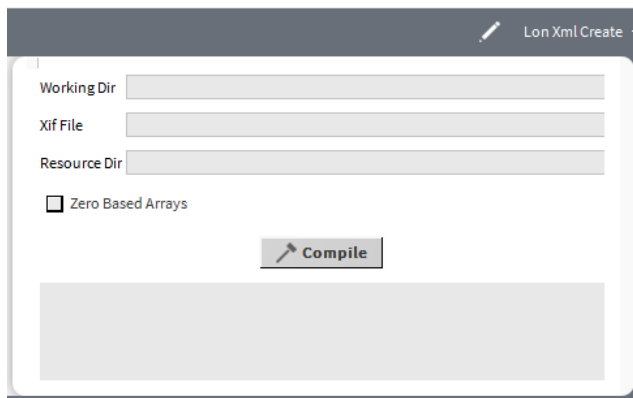 Lon Xml Create
Working Dir
Xif File
Resource Dir
Zero Based Arrays
Compile